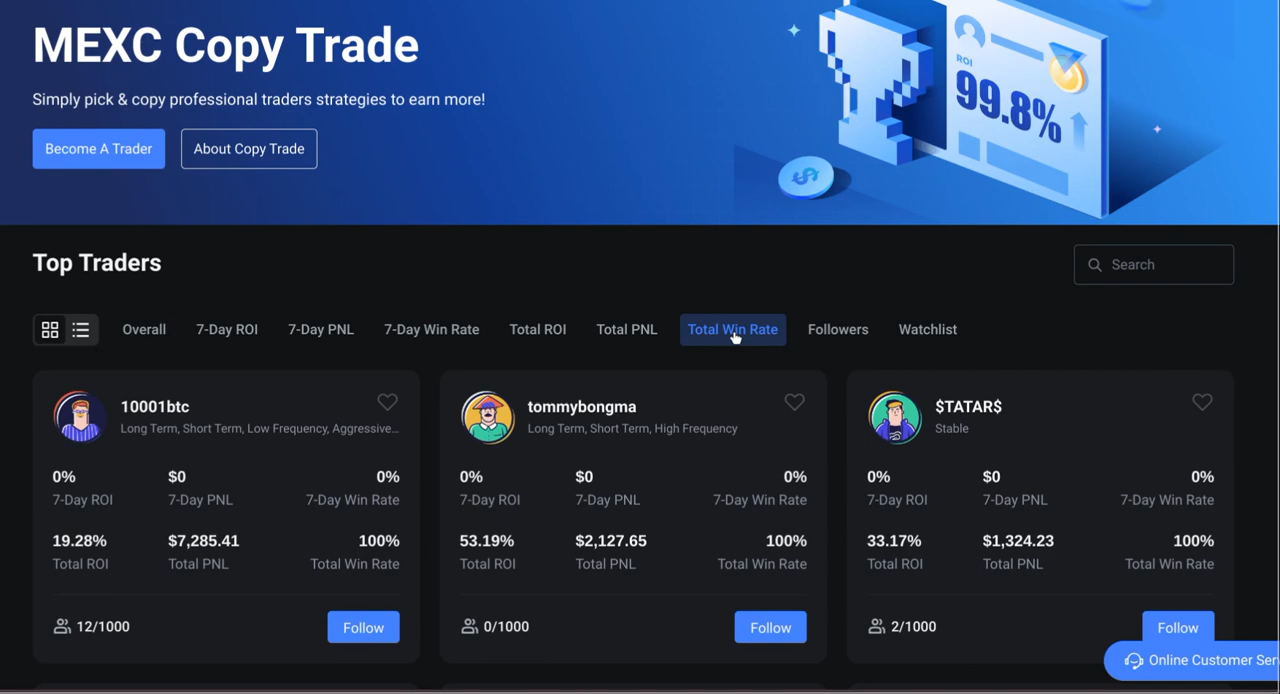 MEXC Copy Trade
Simply pick & copy professional traders strategies to earn more!
Become A Trader
About Copy Trade
ROI
99.8%
Top Traders
Search
Overall
7-Day ROI
7-Day PNL
7-Day Win Rate
Total ROI
Total PNL
Total Win Rate
Followers
Watchlist
10001btc
Long Term, Short Term, Low Frequency, Aggressive...
0%
$0
0%
7-Day ROI
7-Day PNL
7-Day Win Rate
19.28%
$7,285.41
100%
Total ROI
Total PNL
Total Win Rate
12/1000
Follow
tommybongma
Long Term, Short Term, High Frequency
0%
$0
0%
7-Day ROI
7-Day PNL
7-Day Win Rate
53.19%
$2,127.65
100%
Total ROI
Total PNL
Total Win Rate
0/1000
Follow
$TATAR$
Stable
0%
$0
0%
7-Day ROI
7-Day PNL
7-Day Win Rate
33.17%
$1,324.23
100%
Total ROI
Total PNL
Total Win Rate
2/1000
Follow
Online Customer Ser